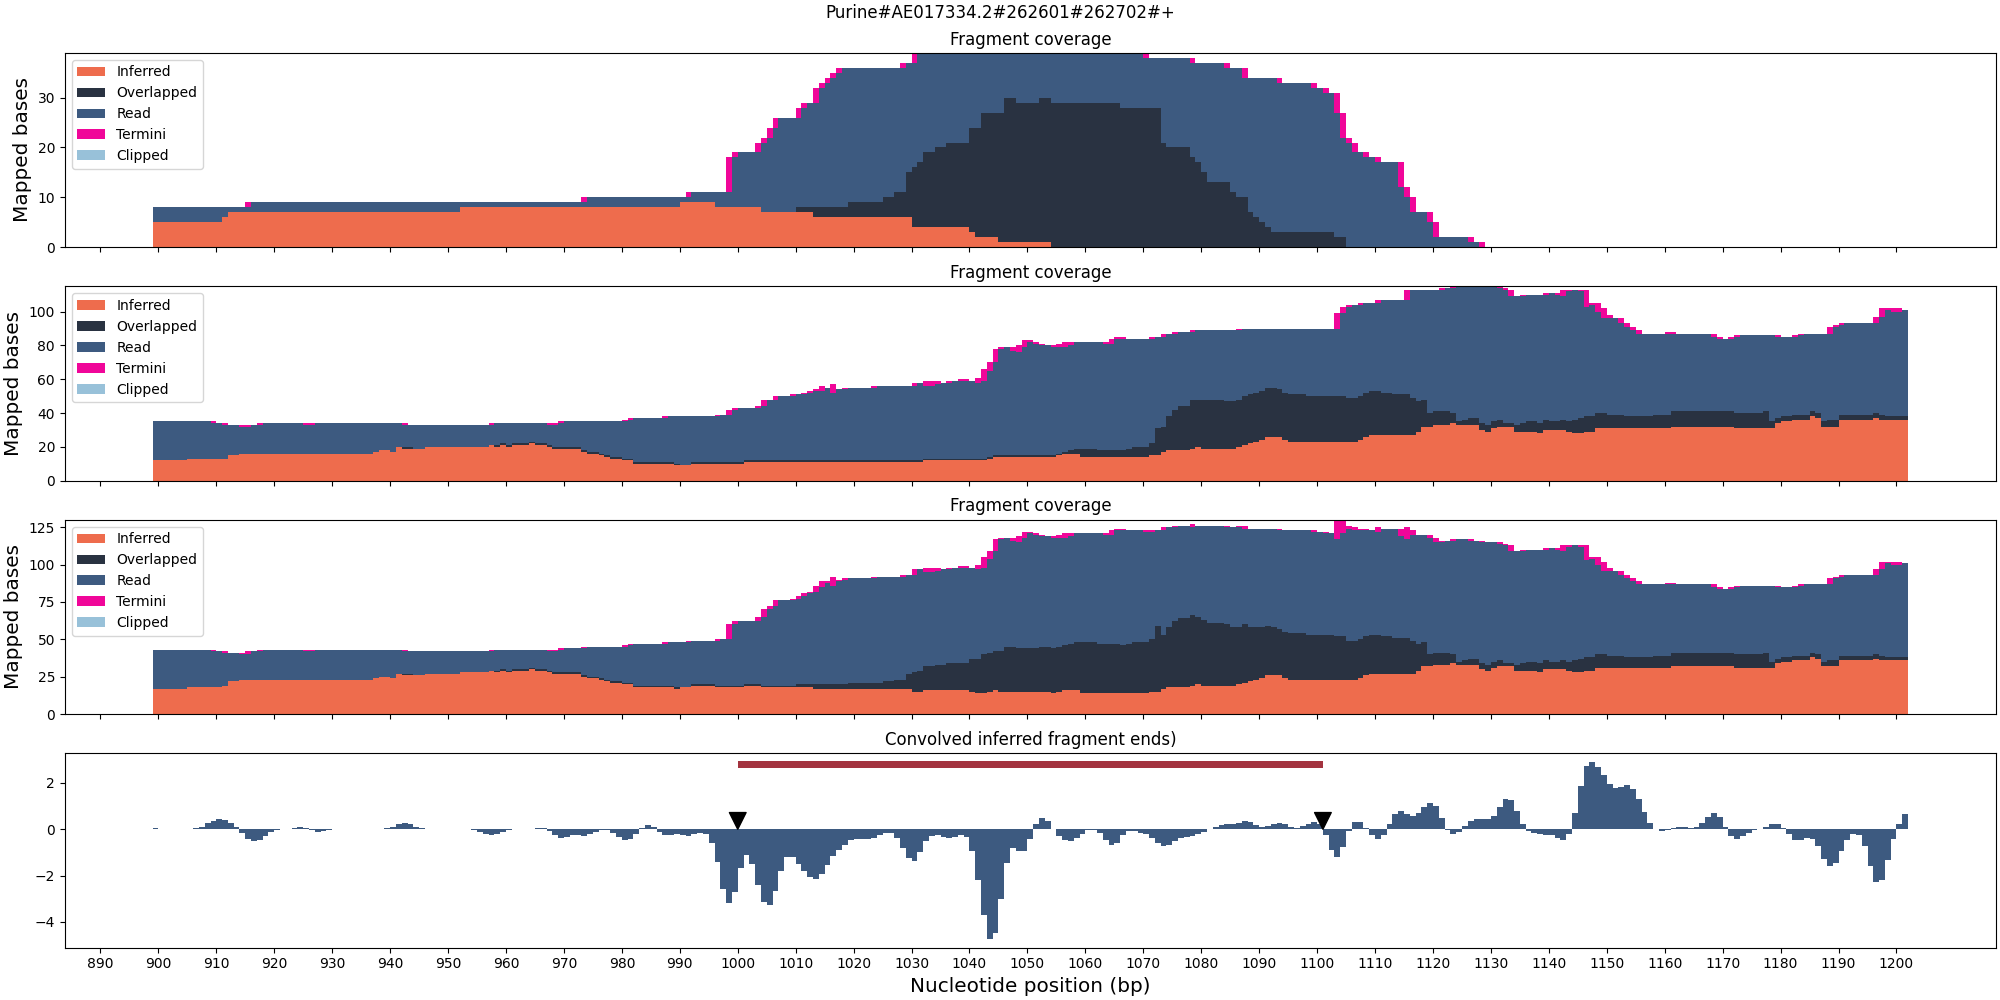 Purine#AE017334.2#262601#262702#+
Fragment coverage
Mapped bases
30
20
10
0
Inferred
Overlapped
Read
Termini
Clipped
Fragment coverage
Mapped bases
100
80
60
40
20
0
Inferred
Overlapped
Read
Termini
Clipped
Fragment coverage
Mapped bases
125
100
75
50
25
0
Inferred
Overlapped
Read
Termini
Clipped
Convolved inferred fragment ends)
2
0
−2
−4
890 900 910 920 930 940 950 960 970 980 990 1000 1010 1020 1030 1040 1050 1060 1070 1080 1090 1100 1110 1120 1130 1140 1150 1160 1170 1180 1190 1200
Nucleotide position (bp)